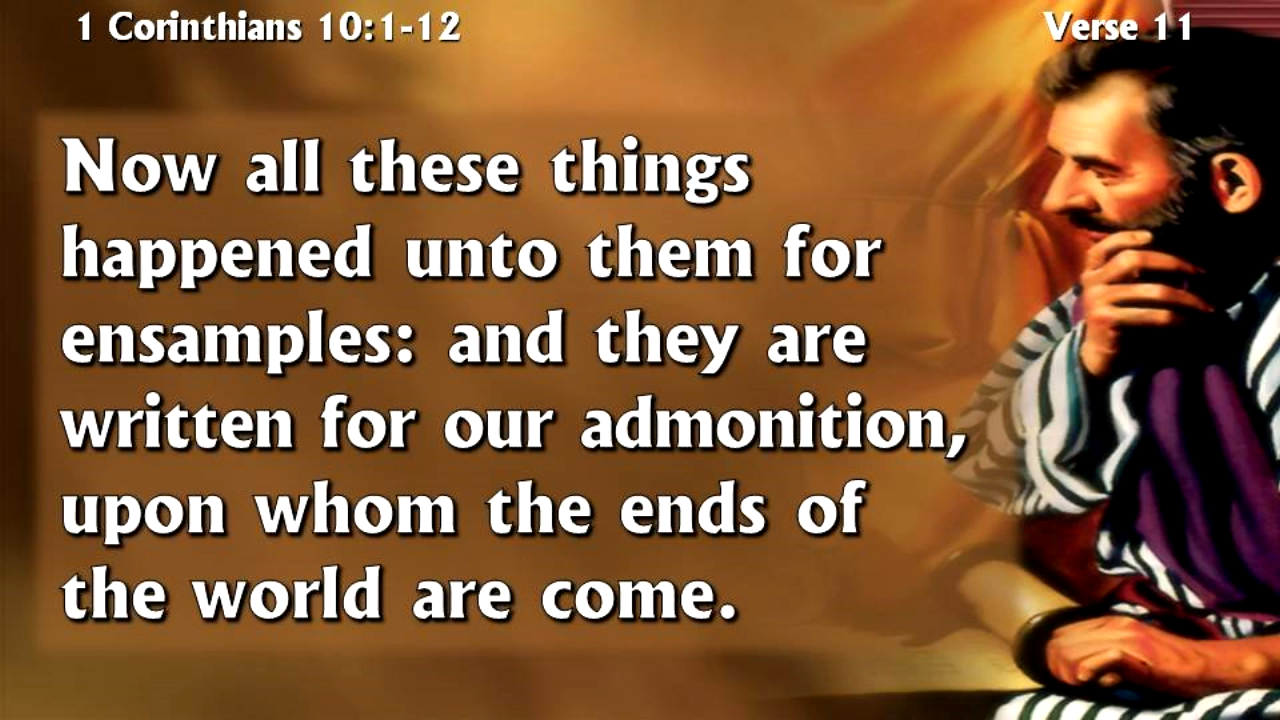 1 Corinthians 10:1-12
Verse 11
Now all these things
happened unto them for
ensamples: and they are
written for our admonition,
upon whom the ends of
the world are come.